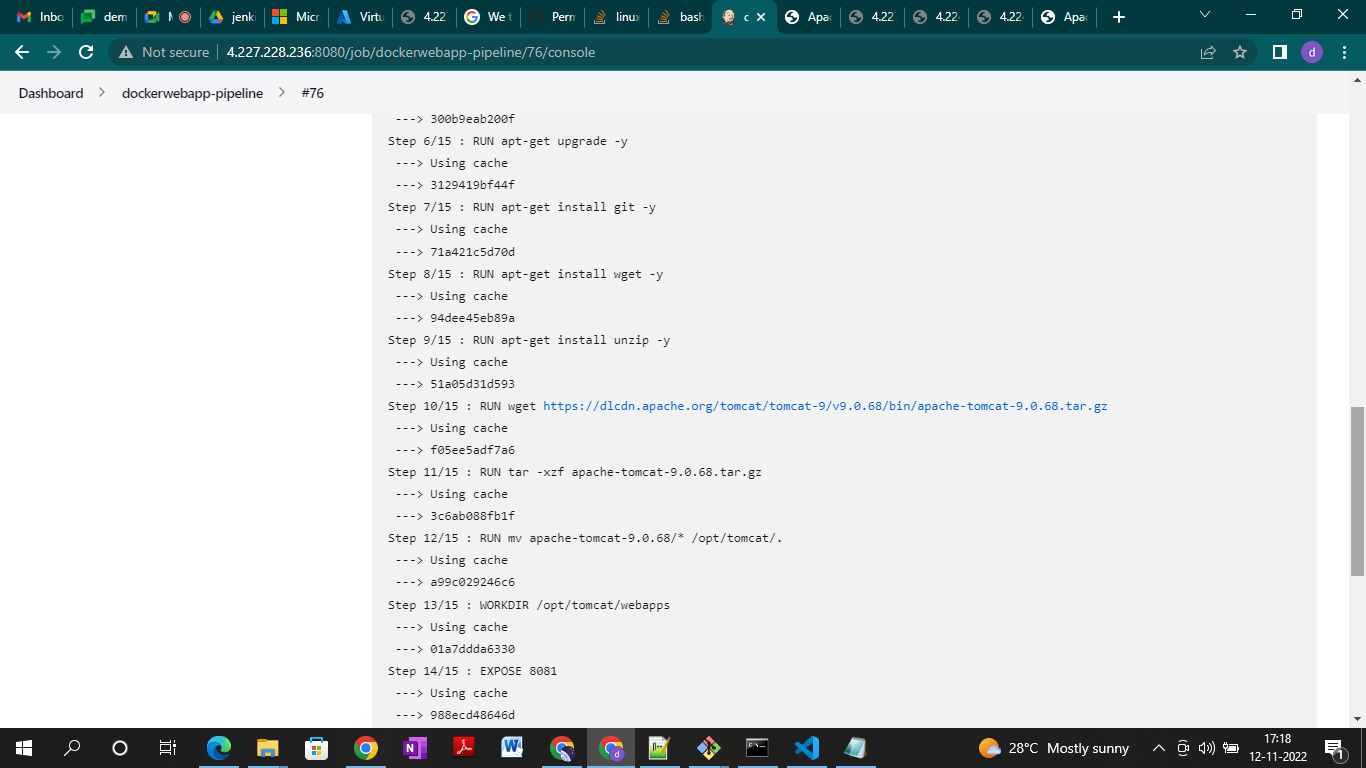 Inbo
dem
M
jenki
Micr
Virtu
4.22
We t
Perm
linux
bash
c
Apac
4.22
4.22
4.22
Apac
Not secure
4.227.228.236:8080/job/dockerwebapp-pipeline/76/console
d
Dashboard > dockerwebapp-pipeline > #76
---> 300b9eab200f
Step 6/15 : RUN apt-get upgrade -y
---> Using cache
---> 3129419bf44f
Step 7/15 : RUN apt-get install git -y
---> Using cache
---> 71a421c5d70d
Step 8/15 : RUN apt-get install wget -y
---> Using cache
---> 94dee45eb89a
Step 9/15 : RUN apt-get install unzip -y
---> Using cache
---> 51a05d31d593
Step 10/15 : RUN wget https://dlcdn.apache.org/tomcat/tomcat-9/v9.0.68/bin/apache-tomcat-9.0.68.tar.gz
---> Using cache
---> f05ee5adf7a6
Step 11/15 : RUN tar -xzf apache-tomcat-9.0.68.tar.gz
---> Using cache
---> 3c6ab088fb1f
Step 12/15 : RUN mv apache-tomcat-9.0.68/* /opt/tomcat/.
---> Using cache
---> a99c029246c6
Step 13/15 : WORKDIR /opt/tomcat/webapps
---> Using cache
---> 01a7ddda6330
Step 14/15 : EXPOSE 8081
---> Using cache
---> 988ecd48646d
28°C Mostly sunny
17:18
12-11-2022
1